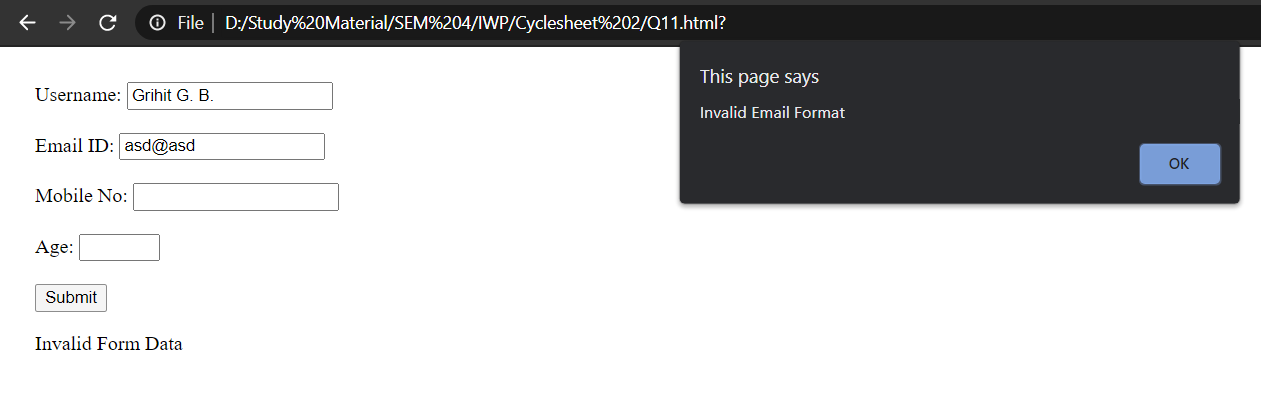 File | D:/Study%20Material/SEM%204/IWP/Cyclesheet%202/Q11.html?
This page says
Invalid Email Format
OK
Username: Grihit G. B.
Email ID: asd@asd
Mobile No:
Age:
Submit
Invalid Form Data